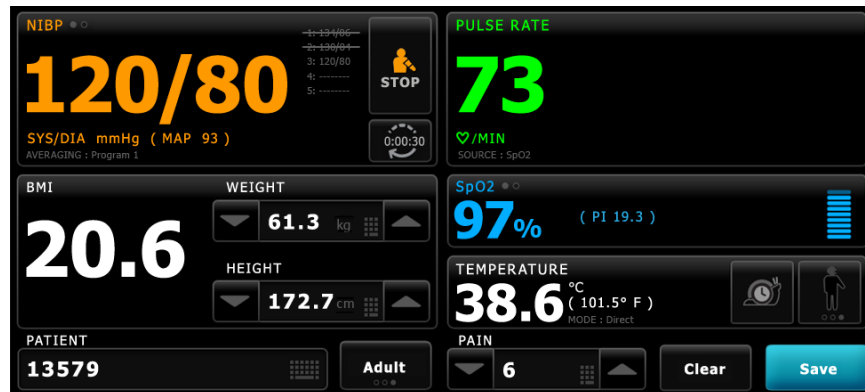 NIBP
1: 134/86
2: 130/84
3: 120/80
4: --------
5: --------
120/80
STOP
SYS/DIA mmHg ( MAP 93 )
AVERAGING : Program 1
0:00:30
PULSE RATE
73
/MIN
SOURCE : SpO2
BMI
20.6
WEIGHT
61.3 kg
HEIGHT
172.7 cm
SpO2
97%
( PI 19.3 )
TEMPERATURE
38.6 °C
( 101.5° F )
MODE : Direct
PATIENT
13579
Adult
PAIN
6
Clear
Save